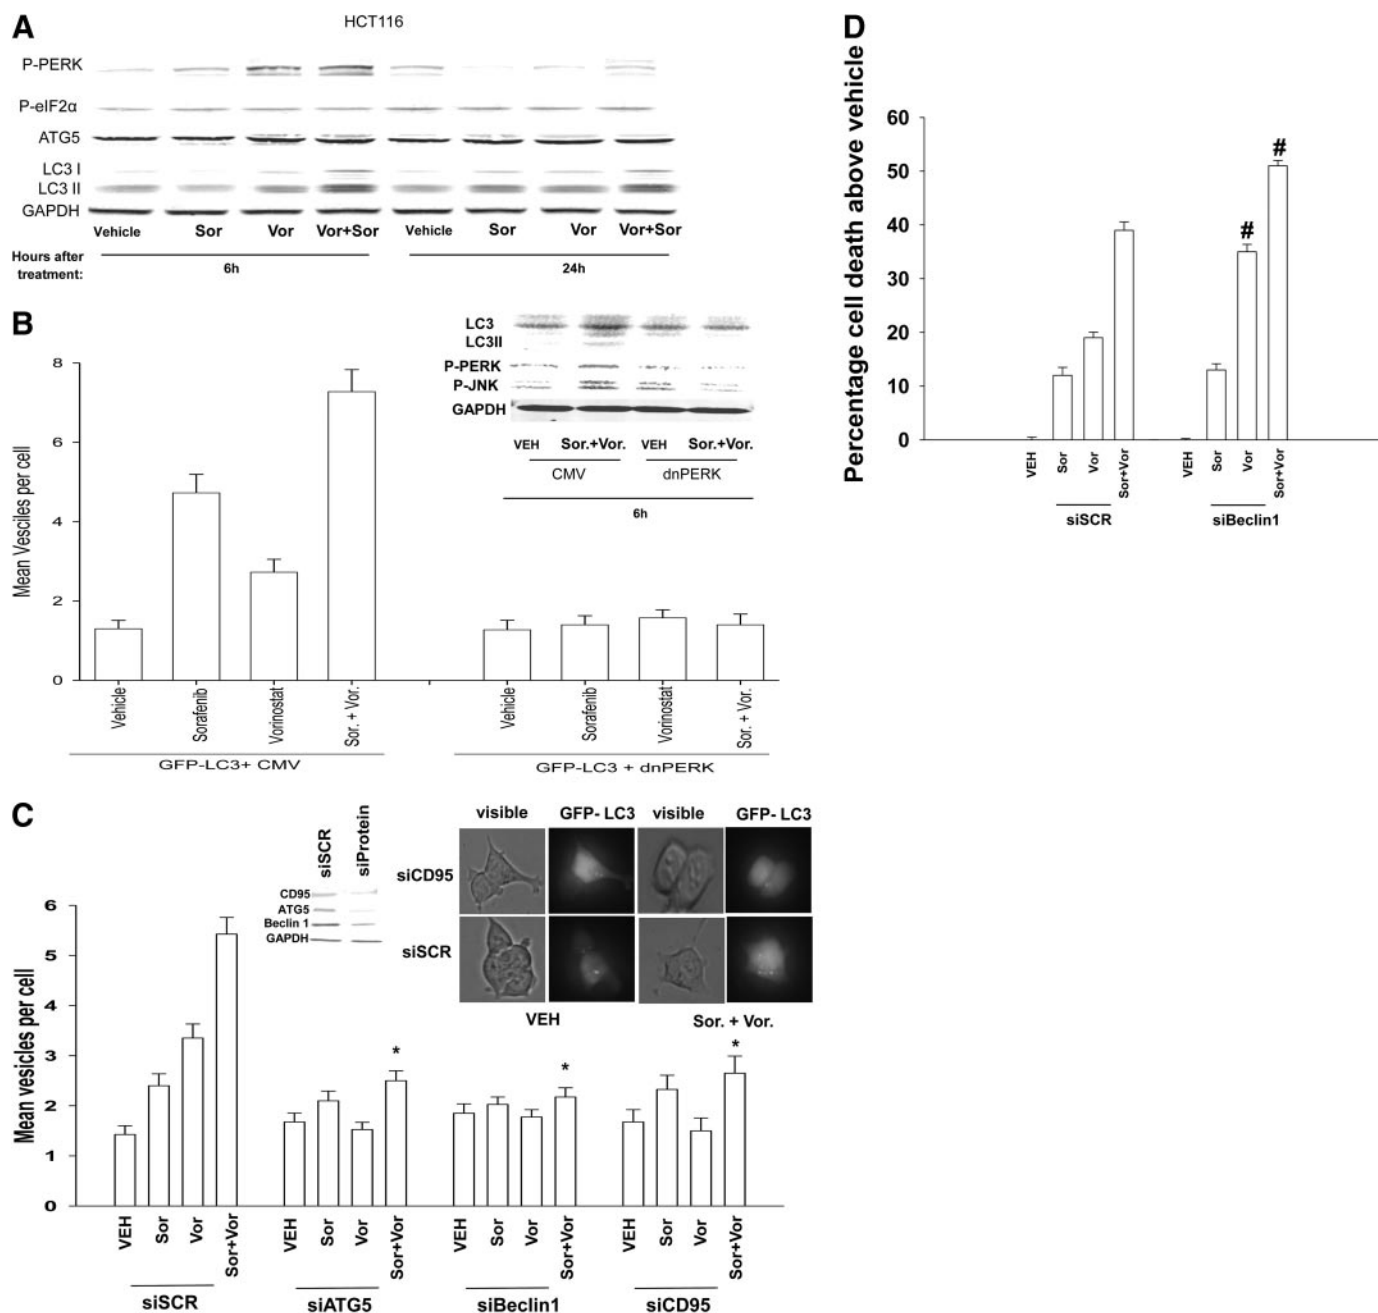 A
HCT116
P-PERK
P-eIF2α
ATG5
LC3 I
LC3 II
GAPDH
Vehicle Sor Vor Vor+Sor Vehicle Sor Vor Vor+Sor
Hours after
treatment:
6h 24h
B
Mean Vesciles per cell
8
6
4
2
0
Vehicle Sorafenib Vorinostat Sor. + Vor. Vehicle Sorafenib Vorinostat Sor. + Vor.
GFP-LC3+ CMV GFP-LC3 + dnPERK
LC3
LC3II
P-PERK
P-JNK
GAPDH
VEH Sor.+Vor. VEH Sor.+Vor.
CMV dnPERK
6h
C
Mean vesicles per cell
6
5
4
3
2
1
0
siSCR siProtein
CD95
ATG5
Beclin 1
GAPDH
visible GFP- LC3 visible GFP- LC3
siCD95
siSCR
VEH Sor. + Vor.
* * *
VEH Sor Vor Sor+Vor VEH Sor Vor Sor+Vor VEH Sor Vor Sor+Vor VEH Sor Vor Sor+Vor
siSCR siATG5 siBeclin1 siCD95
D
Percentage cell death above vehicle
60
50
40
30
20
10
0
# #
VEH Sor Vor Sor+Vor VEH Sor Vor Sor+Vor
siSCR siBeclin1